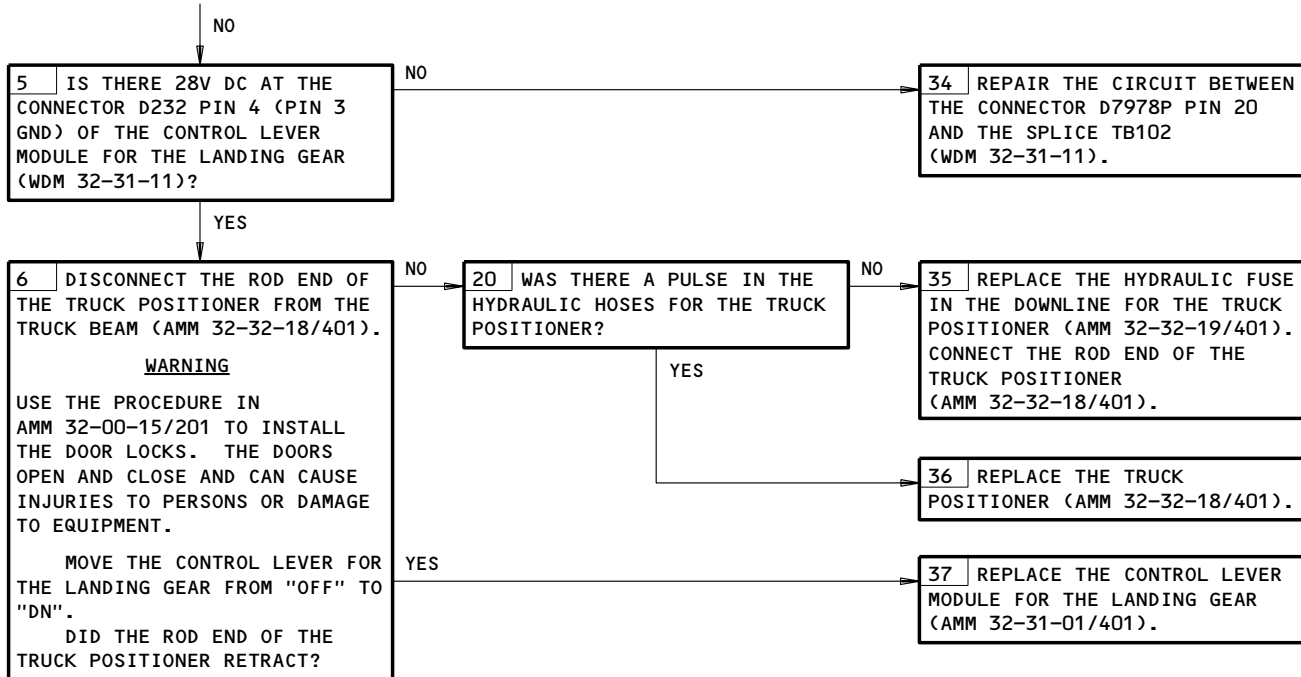 NO
5 IS THERE 28V DC AT THE
CONNECTOR D232 PIN 4 (PIN 3
GND) OF THE CONTROL LEVER
MODULE FOR THE LANDING GEAR
(WDM 32-31-11)?
NO
34 REPAIR THE CIRCUIT BETWEEN
THE CONNECTOR D7978P PIN 20
AND THE SPLICE TB102
(WDM 32-31-11).
YES
6 DISCONNECT THE ROD END OF
THE TRUCK POSITIONER FROM THE
TRUCK BEAM (AMM 32-32-18/401).
WARNING
USE THE PROCEDURE IN
AMM 32-00-15/201 TO INSTALL
THE DOOR LOCKS. THE DOORS
OPEN AND CLOSE AND CAN CAUSE
INJURIES TO PERSONS OR DAMAGE
TO EQUIPMENT.
MOVE THE CONTROL LEVER FOR
THE LANDING GEAR FROM "OFF" TO
"DN".
DID THE ROD END OF THE
TRUCK POSITIONER RETRACT?
NO
20 WAS THERE A PULSE IN THE
HYDRAULIC HOSES FOR THE TRUCK
POSITIONER?
NO
35 REPLACE THE HYDRAULIC FUSE
IN THE DOWNLINE FOR THE TRUCK
POSITIONER (AMM 32-32-19/401).
CONNECT THE ROD END OF THE
TRUCK POSITIONER
(AMM 32-32-18/401).
YES
36 REPLACE THE TRUCK
POSITIONER (AMM 32-32-18/401).
YES
37 REPLACE THE CONTROL LEVER
MODULE FOR THE LANDING GEAR
(AMM 32-31-01/401).